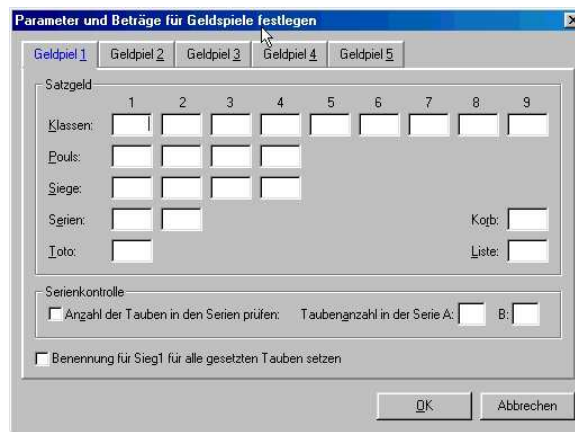 Parameter und Beträge für Geldspiele festlegen
Geldpiel 1 Geldpiel 2 Geldpiel 3 Geldpiel 4 Geldpiel 5
Satzgeld
1 2 3 4 5 6 7 8 9
Klassen:
Pouls:
Siege:
Serien: Korb:
Toto: Liste:
Serienkontrolle
Anzahl der Tauben in den Serien prüfen: Taubenanzahl in der Serie A: B:
Benennung für Sieg1 für alle gesetzten Tauben setzen
OK Abbrechen